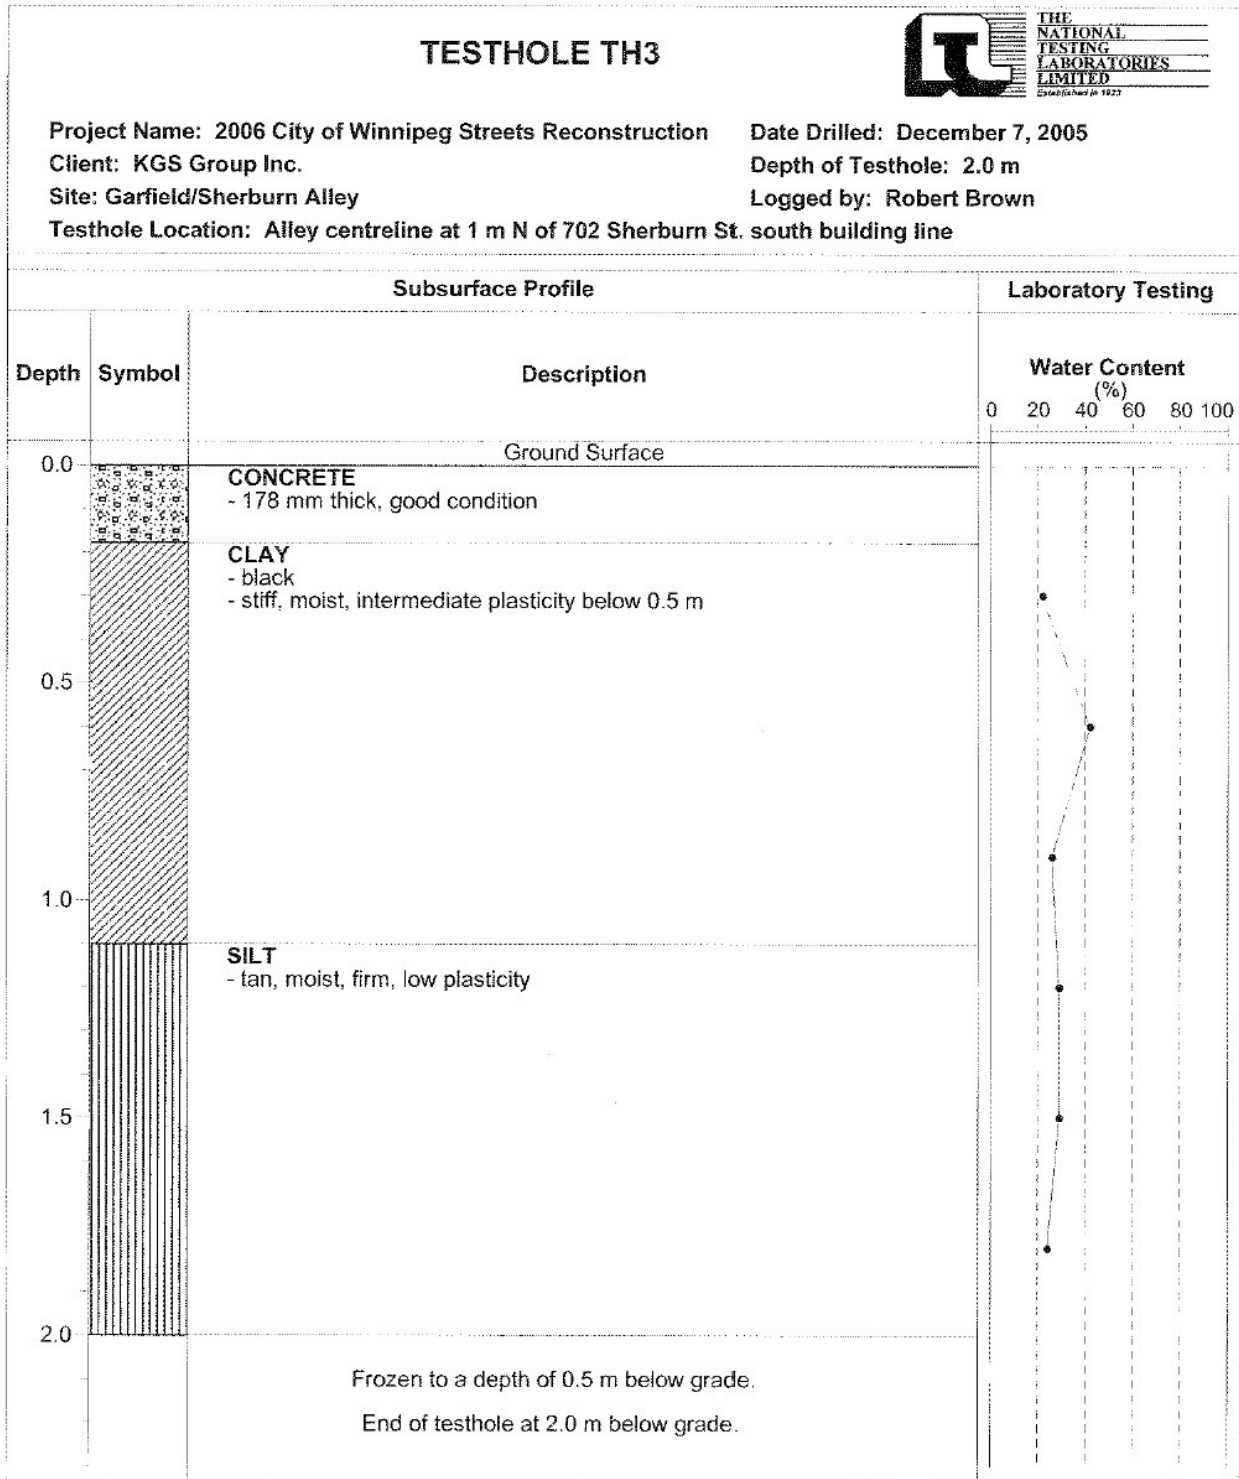 TESTHOLE TH3
THE
NATIONAL
TESTING
LABORATORIES
LIMITED
Established in 1923
Project Name: 2006 City of Winnipeg Streets Reconstruction
Date Drilled: December 7, 2005
Client: KGS Group Inc.
Depth of Testhole: 2.0 m
Site: Garfield/Sherburn Alley
Logged by: Robert Brown
Testhole Location: Alley centreline at 1 m N of 702 Sherburn St. south building line
Subsurface Profile
Laboratory Testing
Depth
Symbol
Description
Water Content
(%)
0 20 40 60 80 100
Ground Surface
0.0
CONCRETE
- 178 mm thick, good condition
CLAY
- black
- stiff, moist, intermediate plasticity below 0.5 m
0.5
1.0
SILT
- tan, moist, firm, low plasticity
1.5
2.0
Frozen to a depth of 0.5 m below grade.
End of testhole at 2.0 m below grade.